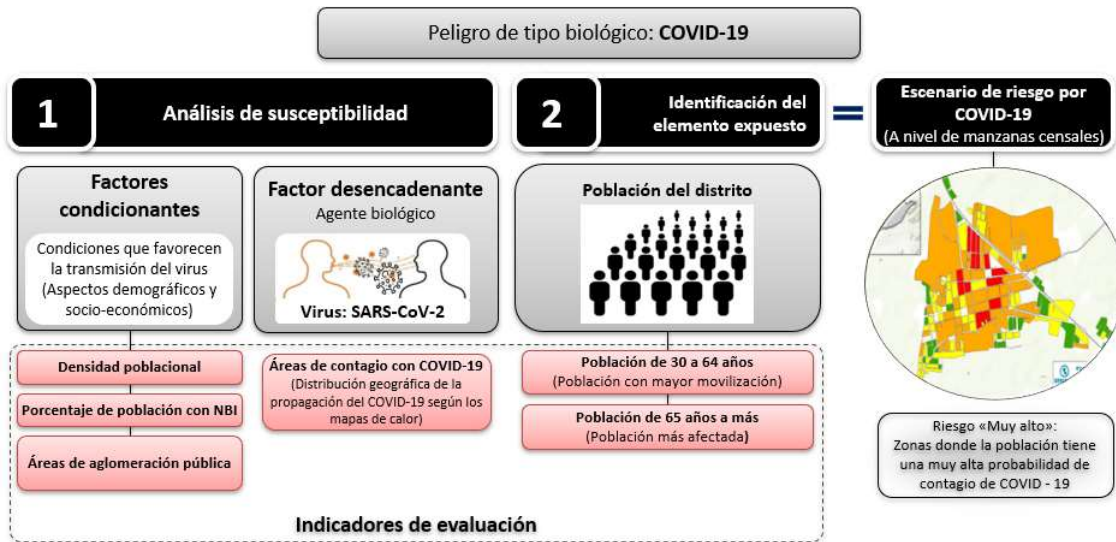 Peligro de tipo biológico: COVID-19
1
Análisis de susceptibilidad
2
Identificación del
elemento expuesto
Escenario de riesgo por
COVID-19
(A nivel de manzanas censales)
Factores
condicionantes
Condiciones que favorecen
la transmisión del virus
(Aspectos demográficos y
socio-económicos)
Factor desencadenante
Agente biológico
Virus: SARS-CoV-2
Población del distrito
Densidad poblacional
Porcentaje de población con NBI
Áreas de aglomeración pública
Áreas de contagio con COVID-19
(Distribución geográfica de la
propagación del COVID-19 según los
mapas de calor)
Población de 30 a 64 años
(Población con mayor movilización)
Población de 65 años a más
(Población más afectada)
Indicadores de evaluación
Riesgo «Muy alto»:
Zonas donde la población tiene
una muy alta probabilidad de
contagio de COVID - 19